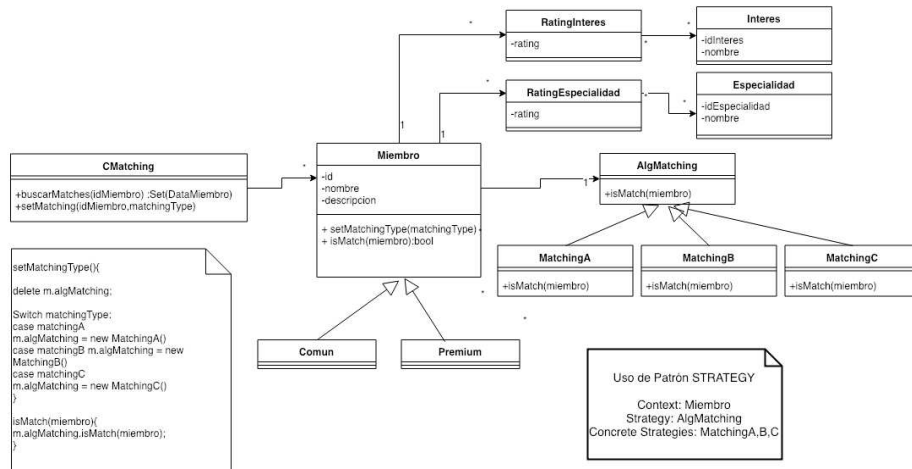 RatingInteres
-rating
Interes
-idInteres
-nombre
*
*
*
*
RatingEspecialidad
-rating
Especialidad
-idEspecialidad
-nombre
*
*
*
1
1
CMatching
+buscarMatches(idMiembro) ;Set(DataMiembro)
+setMatching(idMiembro,matchingType)
*
Miembro
-id
-nombre
-descripcion
+ setMatchingType(matchingType)
+ isMatch(miembro):bool
1
AlgMatching
+isMatch(miembro)
MatchingA
+isMatch(miembro)
MatchingB
+isMatch(miembro)
MatchingC
+isMatch(miembro)
Comun
Premium
*
*
setMatchingType(){
delete m.algMatching;
Switch matchingType:
case matchingA
m.algMatching = new MatchingA()
case matchingB m.algMatching = new
MatchingB()
case matchingC
m.algMatching = new MatchingC()
}
isMatch(miembro){
m.algMatching.isMatch(miembro);
}
Uso de Patrón STRATEGY
Context: Miembro
Strategy: AlgMatching
Concrete Strategies: MatchingA,B,C